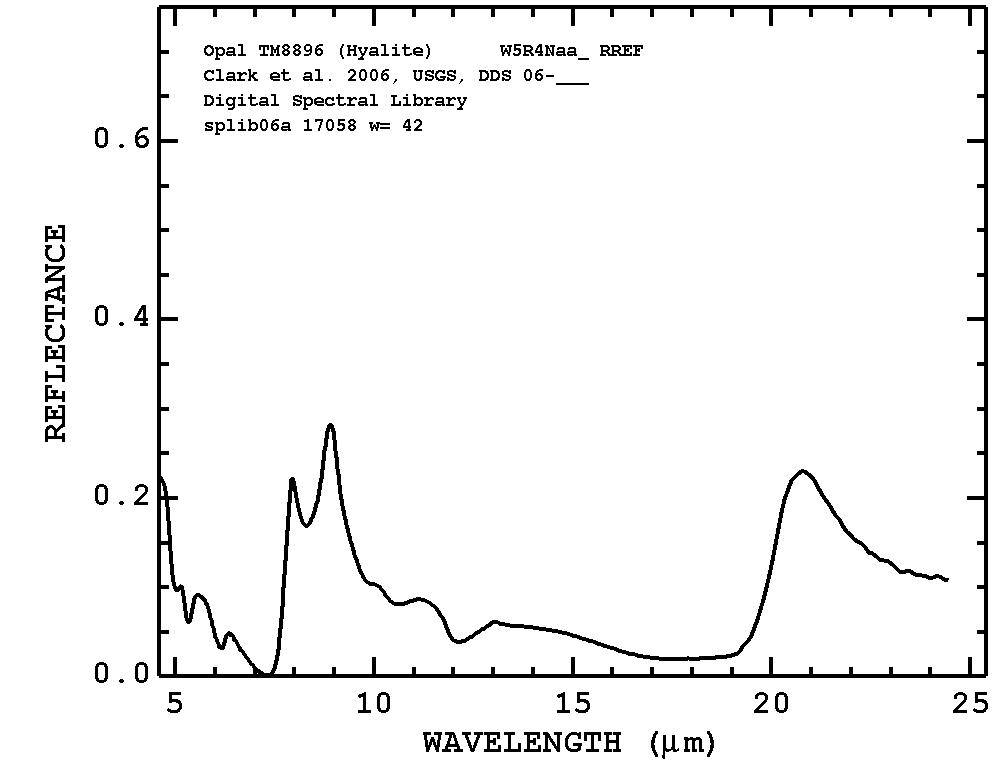 Opal TM8896 (Hyalite) W5R4Naa_ RREF
Clark et al. 2006, USGS, DDS 06-___
Digital Spectral Library
splib06a 17058 w= 42
0.6
0.4
0.2
0.0
REFLECTANCE
5 10 15 20 25
WAVELENGTH (μm)